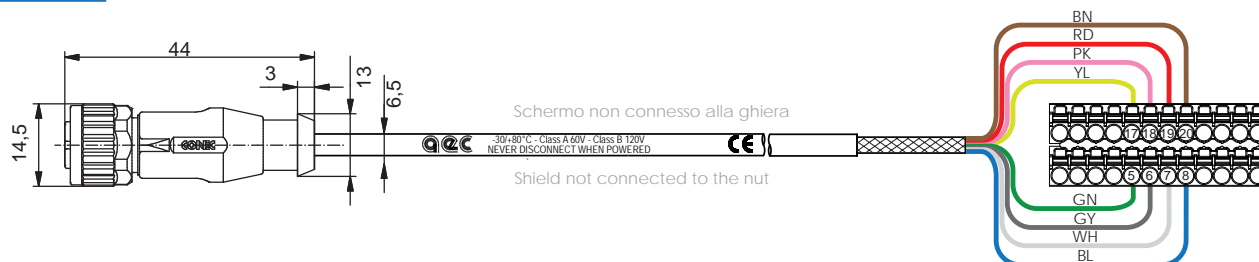 44
3
13
6,5
14,5
CONEC
Schermo non connesso alla ghiera
aec
-30/+80°C - Class A 60V - Class B 120V
NEVER DISCONNECT WHEN POWERED
CE
Shield not connected to the nut
BN
RD
PK
YL
17 18 19 20
5 6 7 8
GN
GY
WH
BL